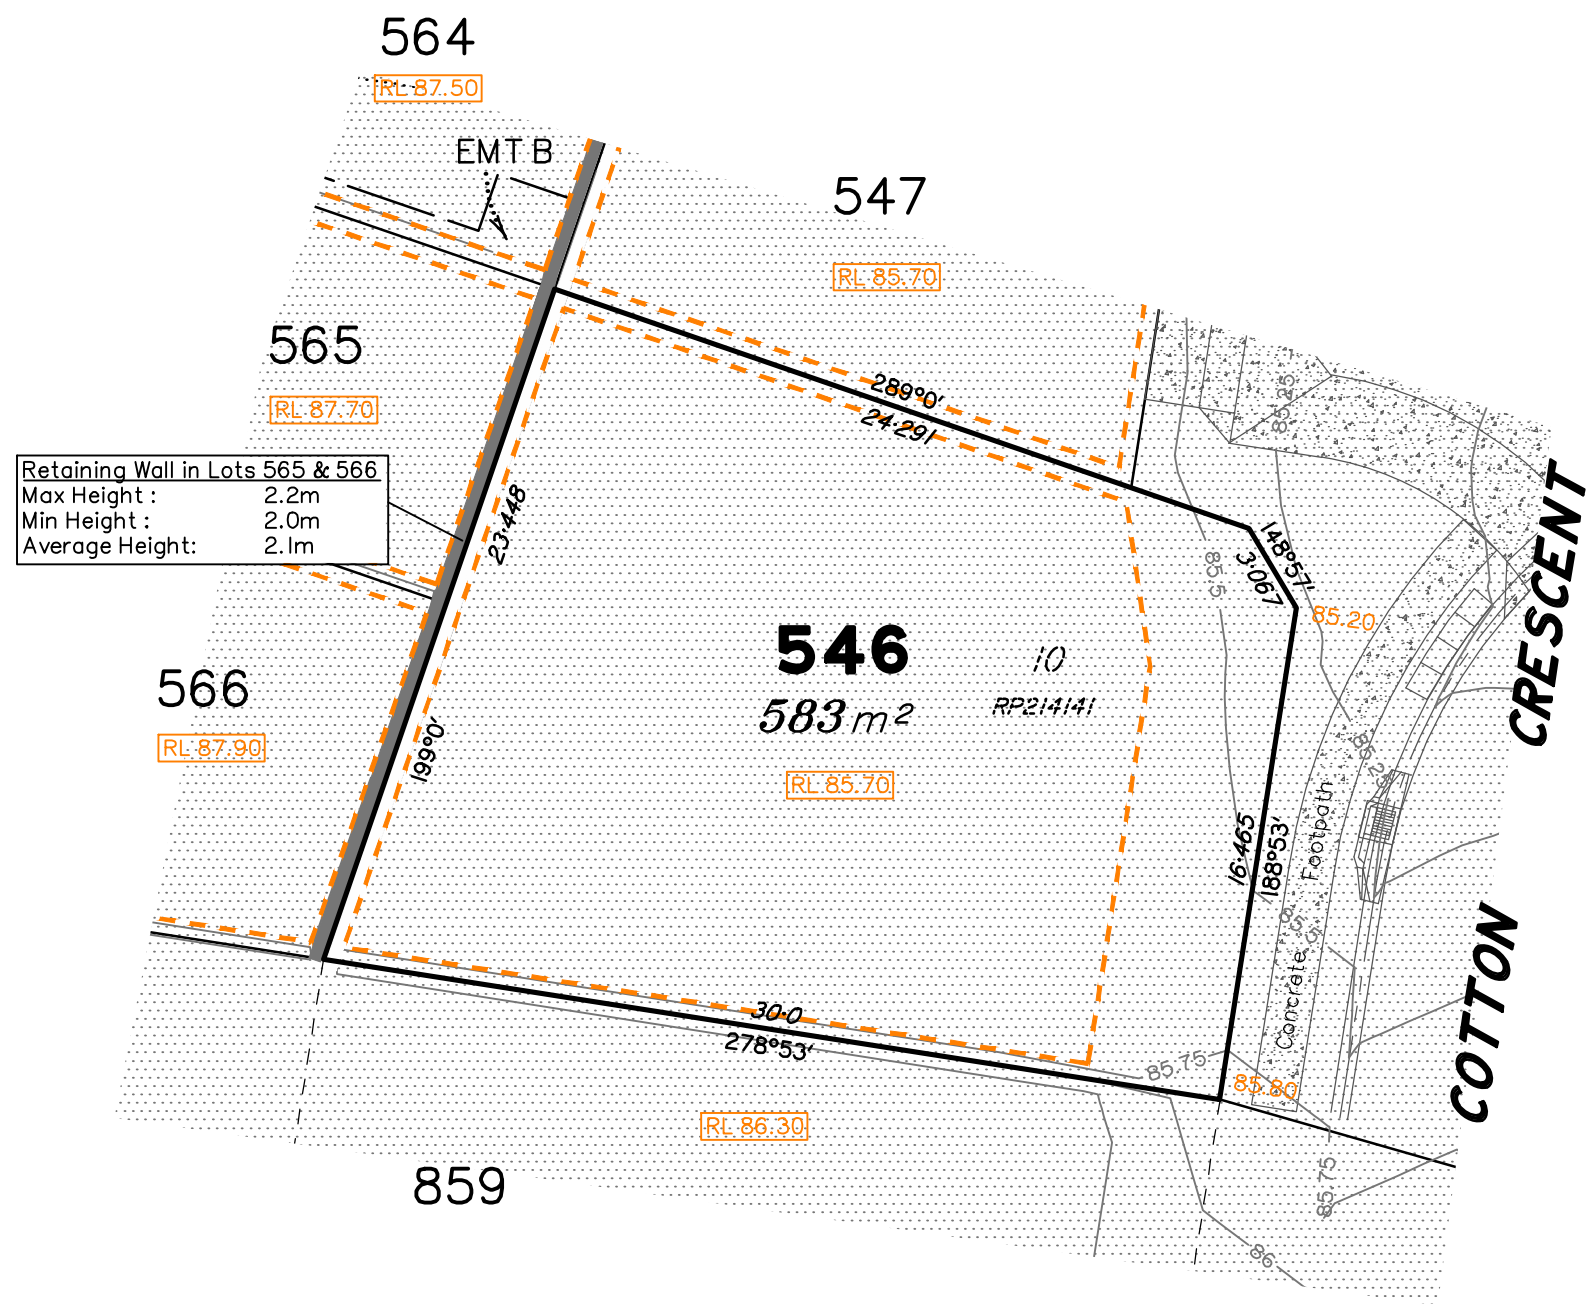 564
RL 87.50
EMT B
547
RL 85.70
565
RL 87.70
289°0'
24·291
85.25
Retaining Wall in Lots 565 & 566
Max Height : 2.2m
Min Height : 2.0m
Average Height: 2.1m
23·448
148°57'
3·067
85.5
85.20
CRESCENT
546
583 m²
10
RP214141
RL 85.70
566
RL 87.90
199°0'
85.25
16·465
188°53'
Concrete Footpath
85.5
COTTON
30·0
278°53'
85.75
85.80
RL 86.30
859
85.75
86